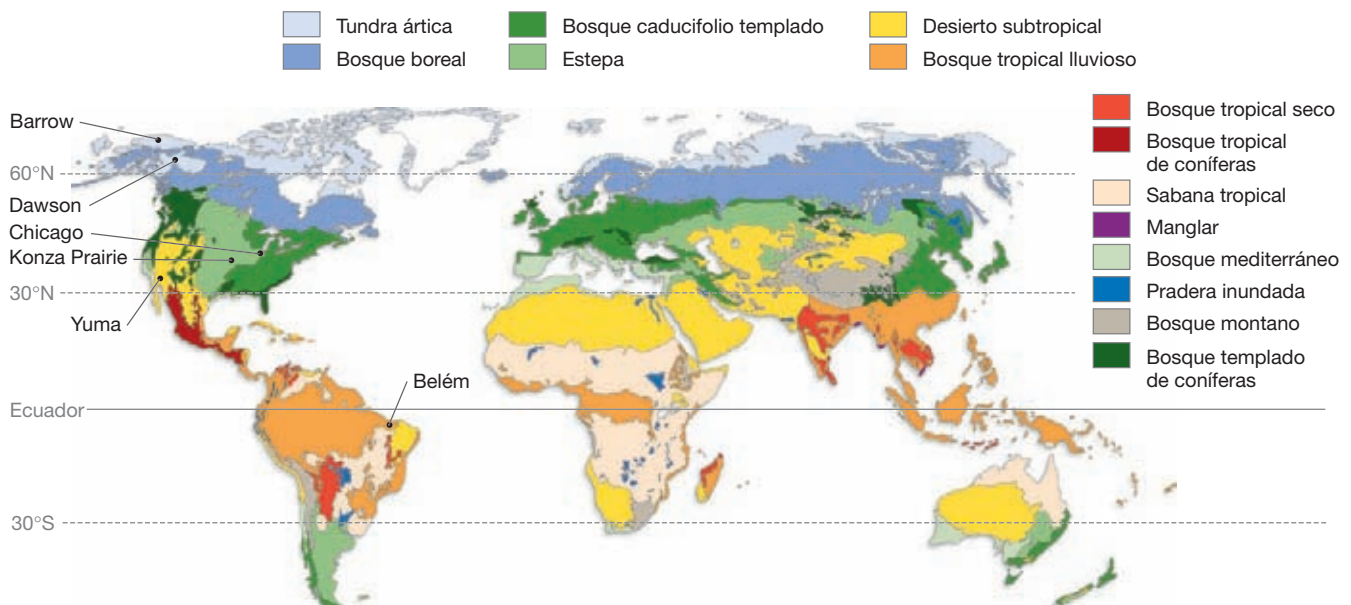 Tundra ártica
Bosque boreal
Bosque caducifolio templado
Estepa
Desierto subtropical
Bosque tropical lluvioso
Bosque tropical seco
Bosque tropical
de coníferas
Sabana tropical
Manglar
Bosque mediterráneo
Pradera inundada
Bosque montano
Bosque templado
de coníferas
Barrow
60°N
Dawson
Chicago
Konza Prairie
30°N
Yuma
Belém
Ecuador
30°S